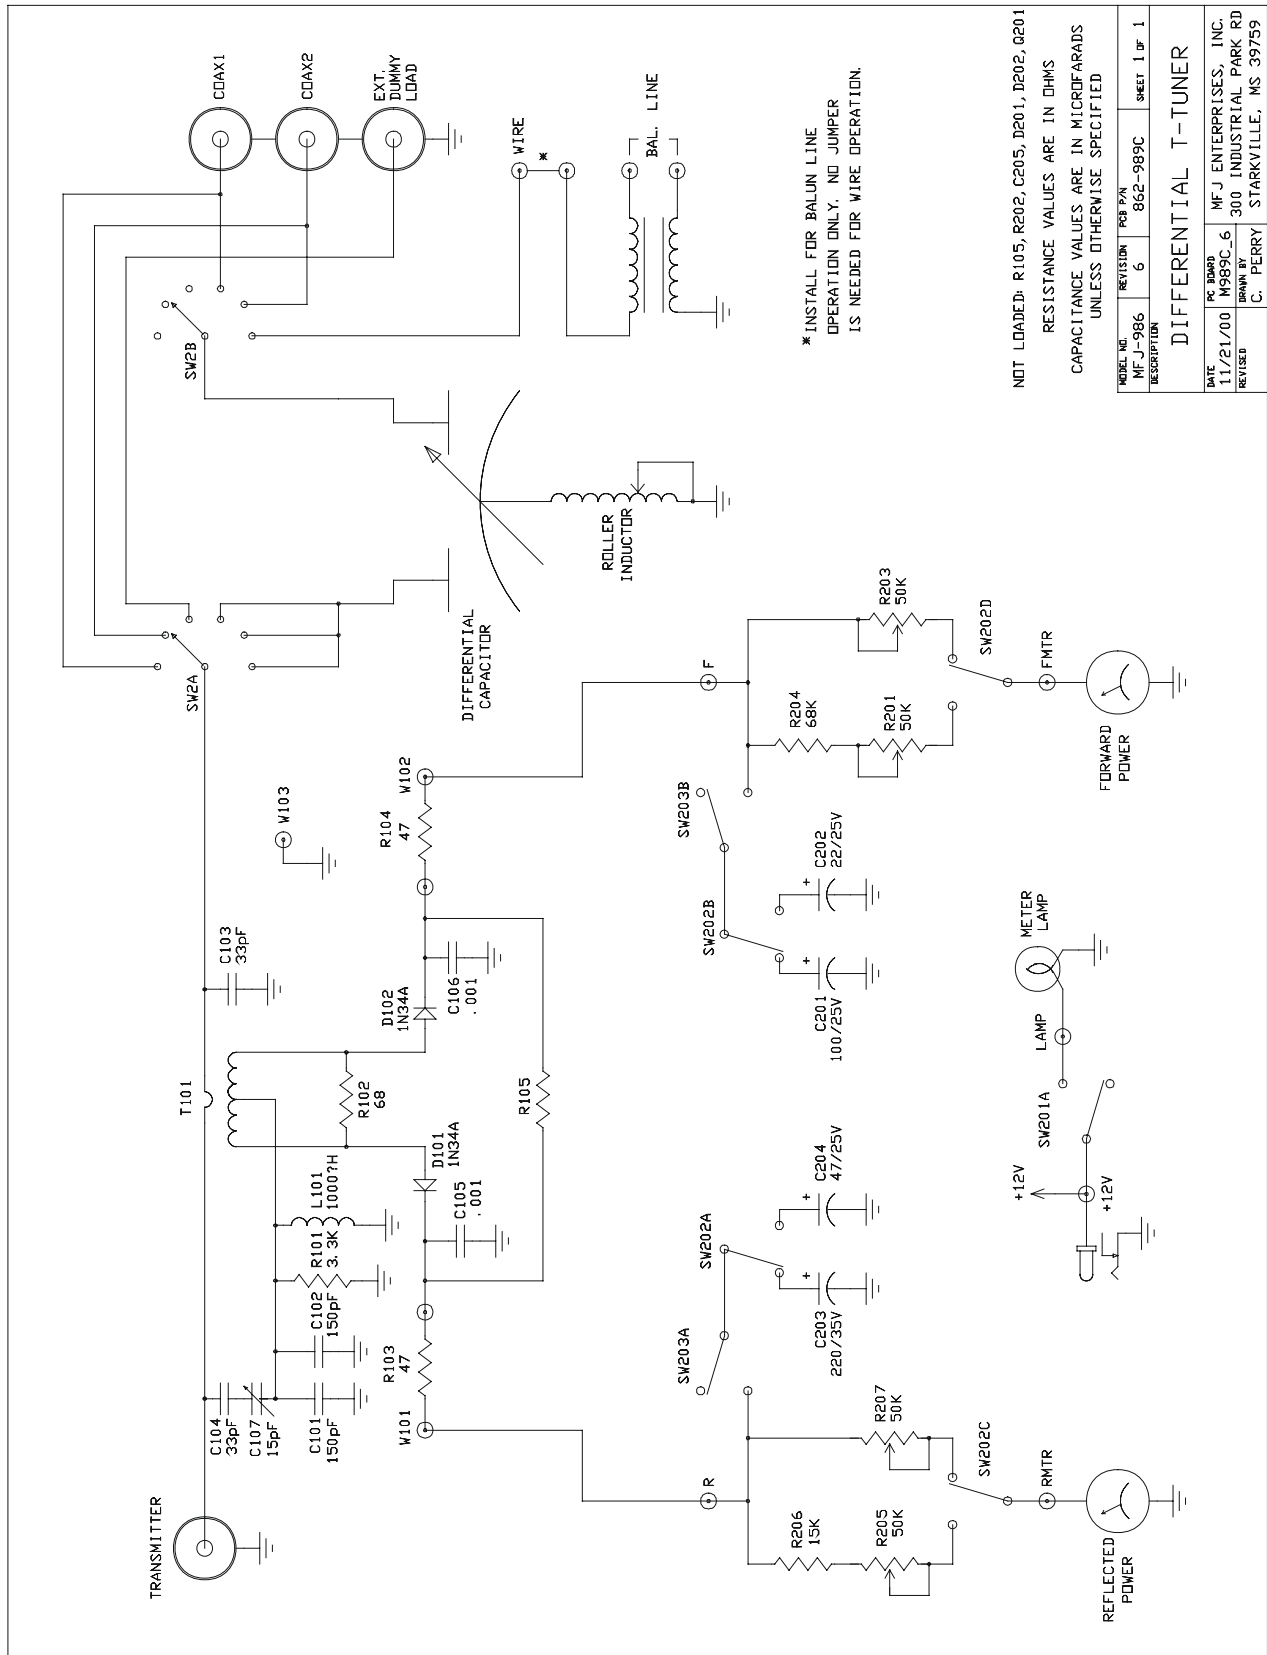 TRANSMITTER
C104
33pF
C107
15pF
C101
150pF
C102
150pF
R101
3.3K
L101
1000?H
T101
C103
33pF
W103
R102
68
D101
1N34A
D102
1N34A
C105
.001
C106
.001
R103
47
R104
47
W101
W102
R105
SW2A
SW2B
COAX1
COAX2
EXT.
DUMMY
LOAD
WIRE
*
BAL. LINE
DIFFERENTIAL
CAPACITOR
ROLLER
INDUCTOR
*INSTALL FOR BALUN LINE
OPERATION ONLY. NO JUMPER
IS NEEDED FOR WIRE OPERATION.
R
SW203A
SW202A
C203
220/35V
+
C204
47/25V
+
R206
15K
R205
50K
R207
50K
SW202C
RMTR
REFLECTED
POWER
SW202B
SW203B
C201
100/25V
+
C202
22/25V
+
F
R204
68K
R201
50K
R203
50K
SW202D
FMTR
FORWARD
POWER
+12V
+12V
SW201A
LAMP
METER
LAMP
NOT LOADED: R105, R202, C205, D201, D202, Q201
RESISTANCE VALUES ARE IN OHMS
CAPACITANCE VALUES ARE IN MICROFARADS
UNLESS OTHERWISE SPECIFIED
MODEL NO. REVISION PCB P/N
MFJ-986 6 862-989C SHEET 1 OF 1
DESCRIPTION
DIFFERENTIAL T-TUNER
DATE PC BOARD
11/21/00 M989C_6
REVISED DRAWN BY
C. PERRY
MFJ ENTERPRISES, INC.
300 INDUSTRIAL PARK RD
STARKVILLE, MS 39759